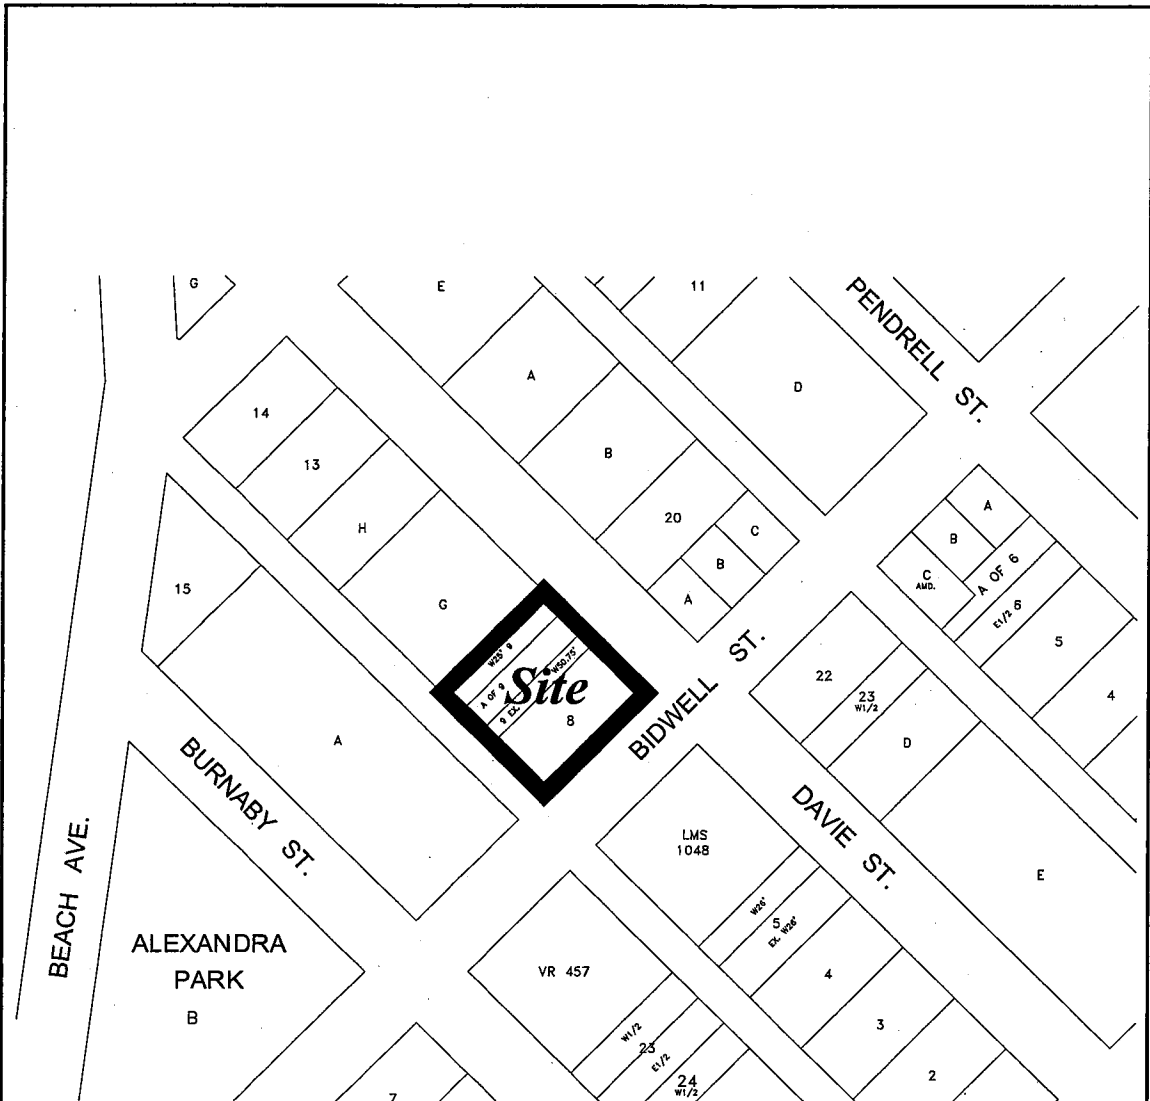 G
E
11
PENDRELL ST.
A
D
14
13
B
H
20
C
B
A
A
B
C
AMD.
A OF 6
E1/2 6
5
4
15
G
W25' 9
A OF 9
9 EX. W50.75'
Site
8
BIDWELL ST.
22
23
W1/2
D
A
BURNABY ST.
DAVIE ST.
LMS
1048
E
BEACH AVE.
W26'
5
EX. W26'
ALEXANDRA
PARK
B
VR 457
4
3
2
W1/2
23
E1/2
24
W1/2
7